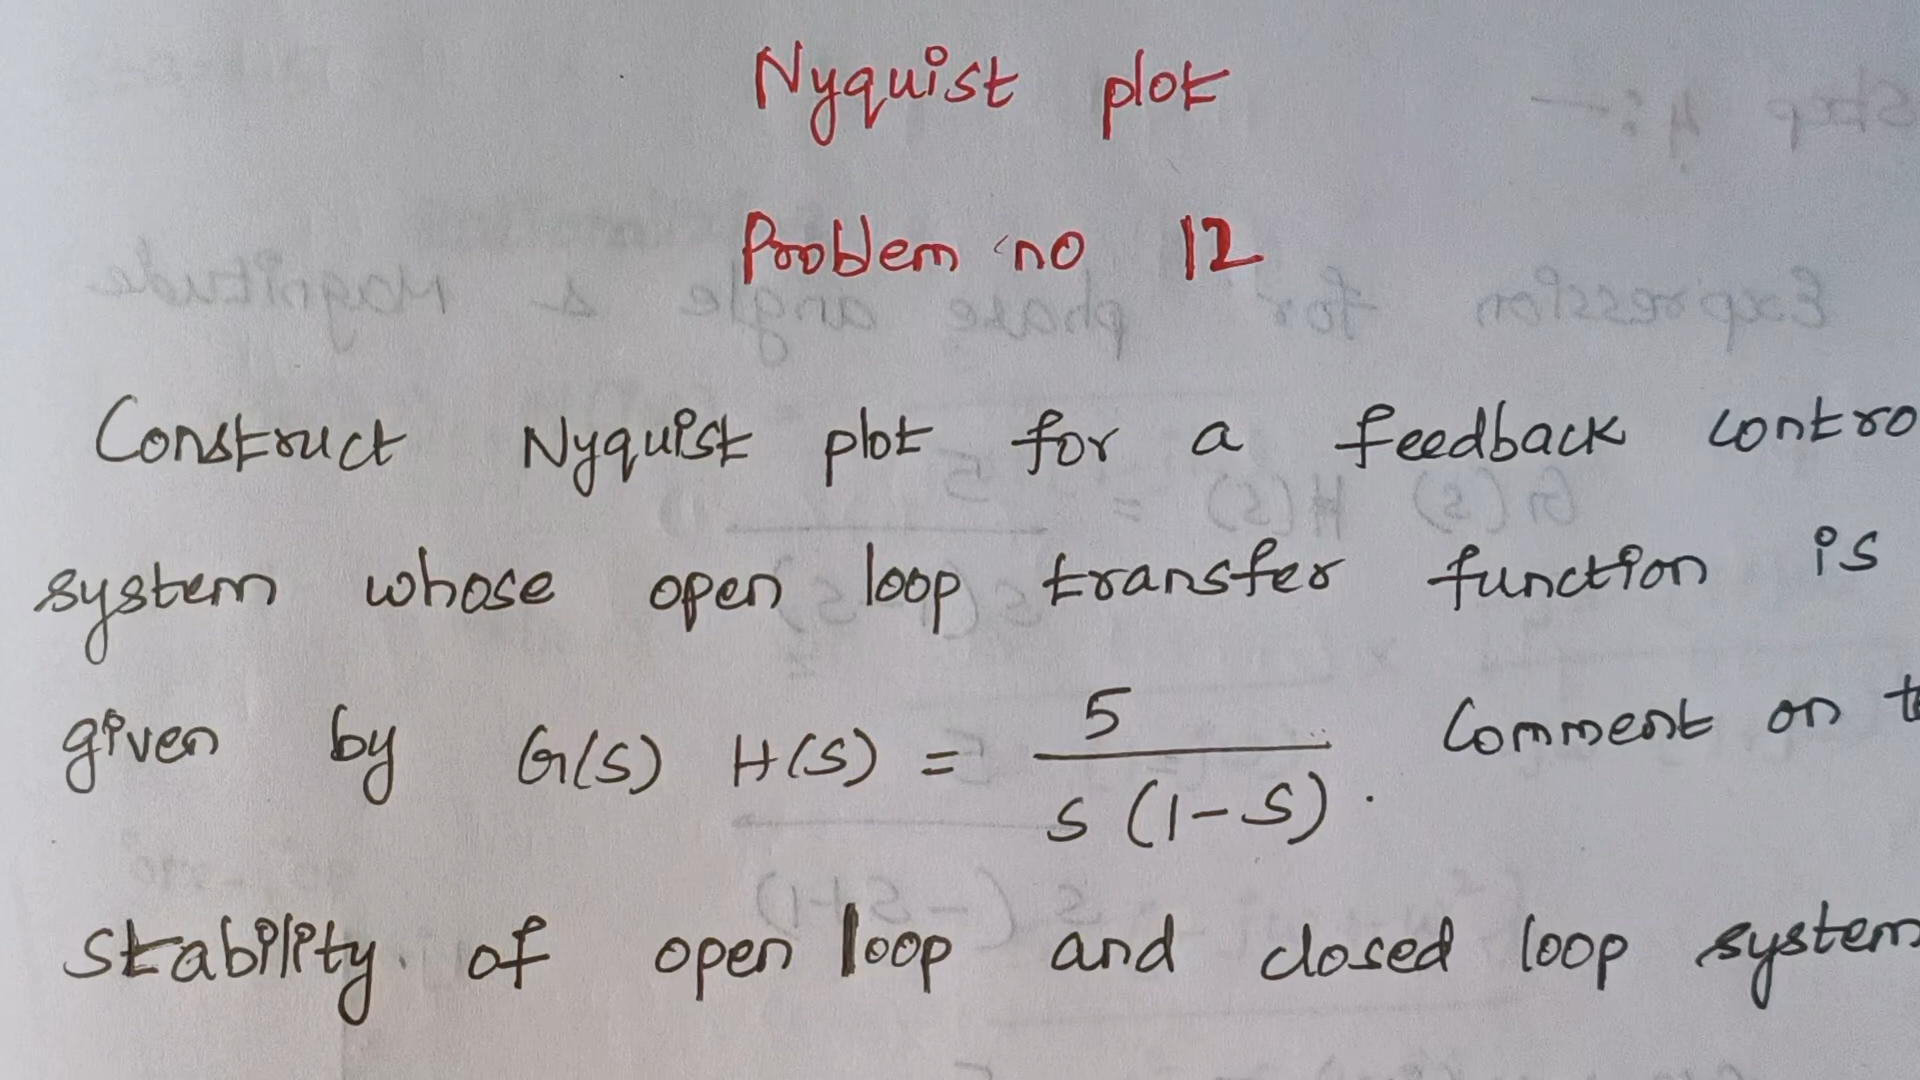 Nyquist plot
Problem no 12
Construct Nyquist plot for a feedback contro
system whose open loop transfer function is
given by G(s) H(s) = 5 / s (1-s) . Comment on t
stability of open loop and closed loop system